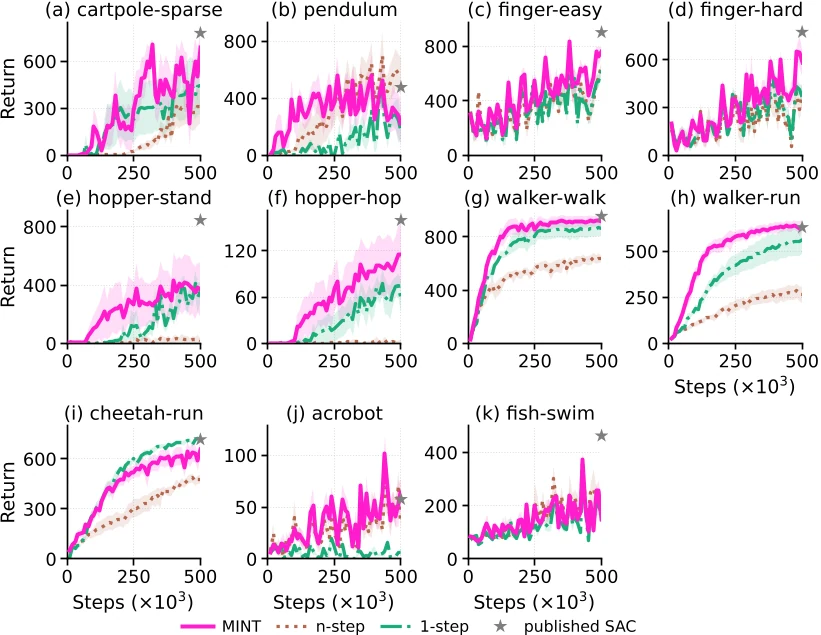 (a) cartpole-sparse
(b) pendulum
(c) finger-easy
(d) finger-hard
Return
600
300
0
800
400
0
800
400
0
600
300
0
0 250 500
0 250 500
0 250 500
0 250 500
(e) hopper-stand
(f) hopper-hop
(g) walker-walk
(h) walker-run
Return
800
400
0
120
60
0
800
400
0
500
250
0
0 250 500
0 250 500
0 250 500
0 250 500
Steps (×10³)
(i) cheetah-run
(j) acrobot
(k) fish-swim
Return
600
300
0
100
50
0
400
200
0
0 250 500
0 250 500
0 250 500
Steps (×10³)
Steps (×10³)
Steps (×10³)
MINT n-step 1-step published SAC